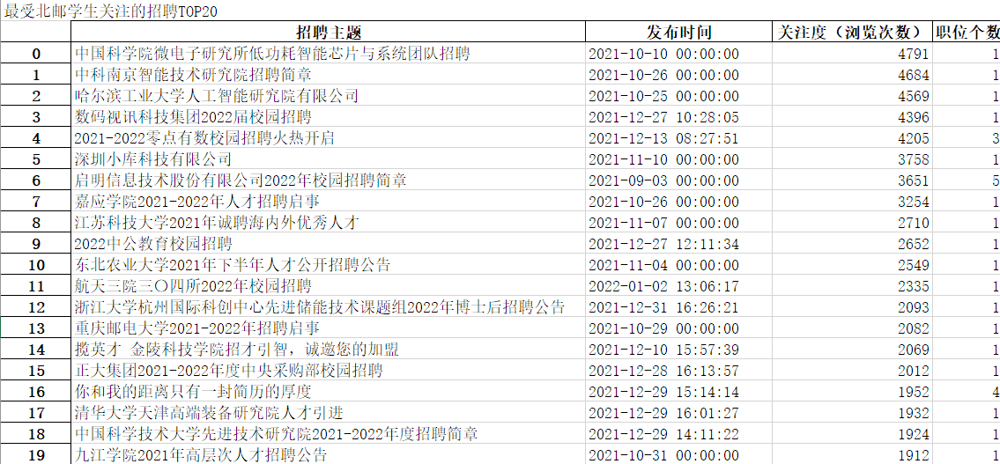 最受北邮学生关注的招聘TOP20
招聘主题 发布时间 关注度（浏览次数） 职位个数
0 中国科学院微电子研究所低功耗智能芯片与系统团队招聘 2021-10-10 00:00:00 4791 1
1 中科南京智能技术研究院招聘简章 2021-10-26 00:00:00 4684 1
2 哈尔滨工业大学人工智能研究院有限公司 2021-10-25 00:00:00 4569 1
3 数码视讯科技集团2022届校园招聘 2021-12-27 10:28:05 4396 1
4 2021-2022零点有数校园招聘火热开启 2021-12-13 08:27:51 4205 3
5 深圳小库科技有限公司 2021-11-10 00:00:00 3758 1
6 启明信息技术股份有限公司2022年校园招聘简章 2021-09-03 00:00:00 3651 5
7 嘉应学院2021-2022年人才招聘启事 2021-10-26 00:00:00 3254 1
8 江苏科技大学2021年诚聘海内外优秀人才 2021-11-07 00:00:00 2710 1
9 2022中公教育校园招聘 2021-12-27 12:11:34 2652 1
10 东北农业大学2021年下半年人才公开招聘公告 2021-11-04 00:00:00 2549 1
11 航天三院三〇四所2022年校园招聘 2022-01-02 13:06:17 2335 1
12 浙江大学杭州国际科创中心先进储能技术课题组2022年博士后招聘公告 2021-12-31 16:26:21 2093 1
13 重庆邮电大学2021-2022年招聘启事 2021-10-29 00:00:00 2082 1
14 揽英才 金陵科技学院招才引智，诚邀您的加盟 2021-12-10 15:57:39 2069 1
15 正大集团2021-2022年度中央采购部校园招聘 2021-12-28 16:13:57 2012 1
16 你和我的距离只有一封简历的厚度 2021-12-29 15:14:14 1952 4
17 清华大学天津高端装备研究院人才引进 2021-12-29 16:01:27 1932 1
18 中国科学技术大学先进技术研究院2021-2022年度招聘简章 2021-12-29 14:11:22 1924 1
19 九江学院2021年高层次人才招聘公告 2021-10-31 00:00:00 1912 1